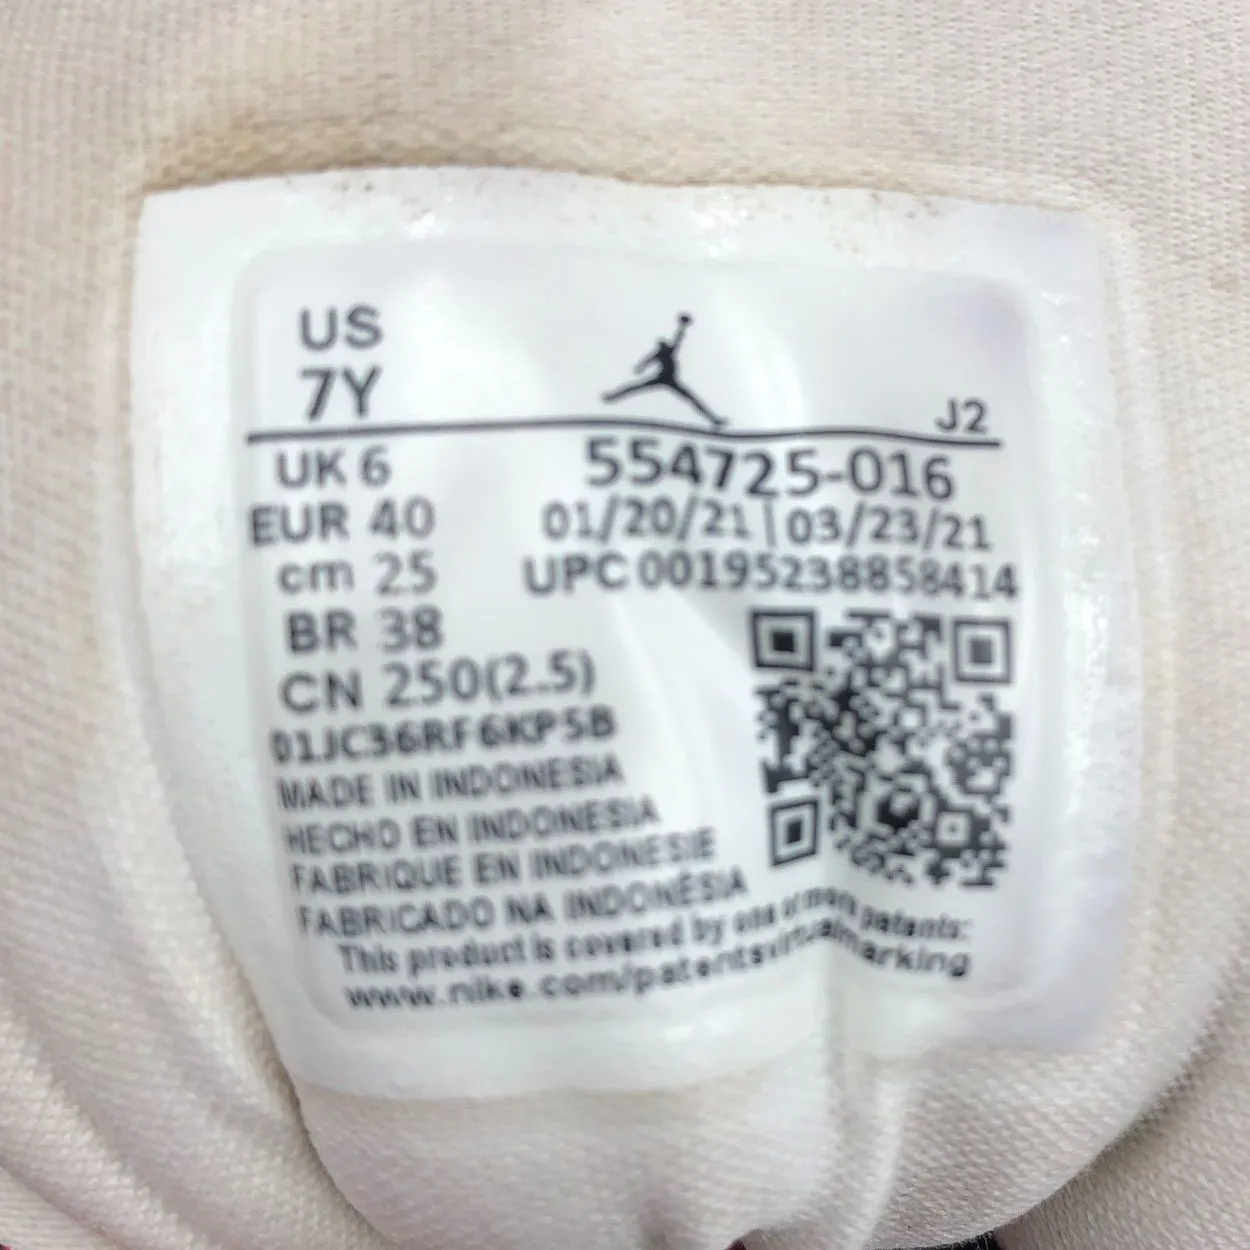 US
7Y
J2
UK 6
EUR 40
cm 25
BR 38
CN 250(2.5)
554725-016
01/20/21 | 03/23/21
UPC 00195238858414
01JC36RF6KP5B
MADE IN INDONESIA
HECHO EN INDONESIA
FABRIQUE EN INDONESIE
FABRICADO NA INDONÉSIA
This product is covered by one or more patents:
www.nike.com/patentsvirtualmarking